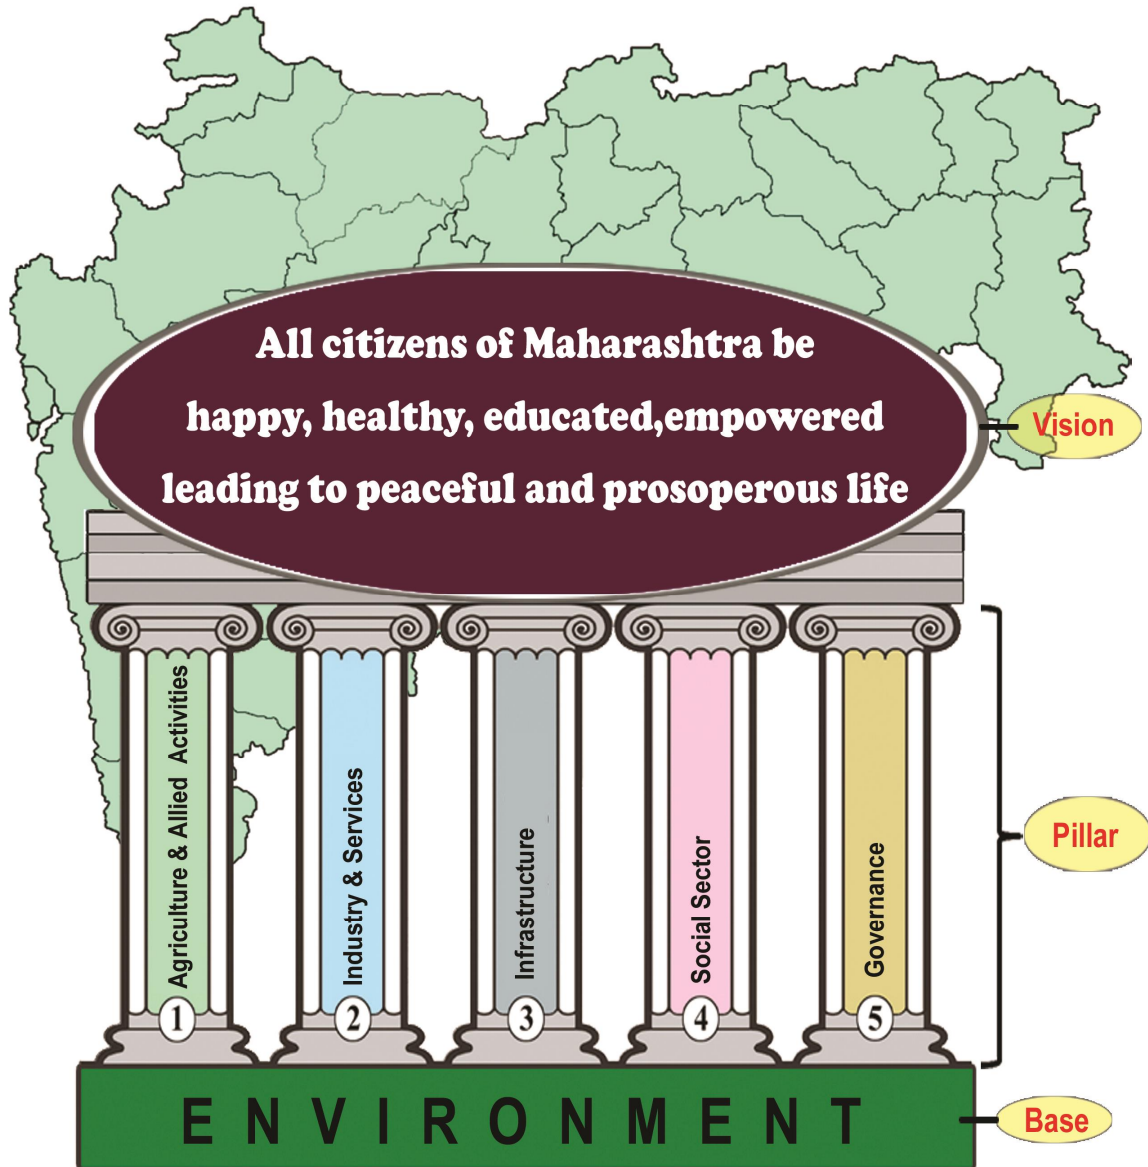 All citizens of Maharashtra be
happy, healthy, educated,empowered
leading to peaceful and prosoperous life
Vision
Agriculture & Allied Activities
Industry & Services
Infrastructure
Social Sector
Governance
Pillar
1
2
3
4
5
ENVIRONMENT
Base